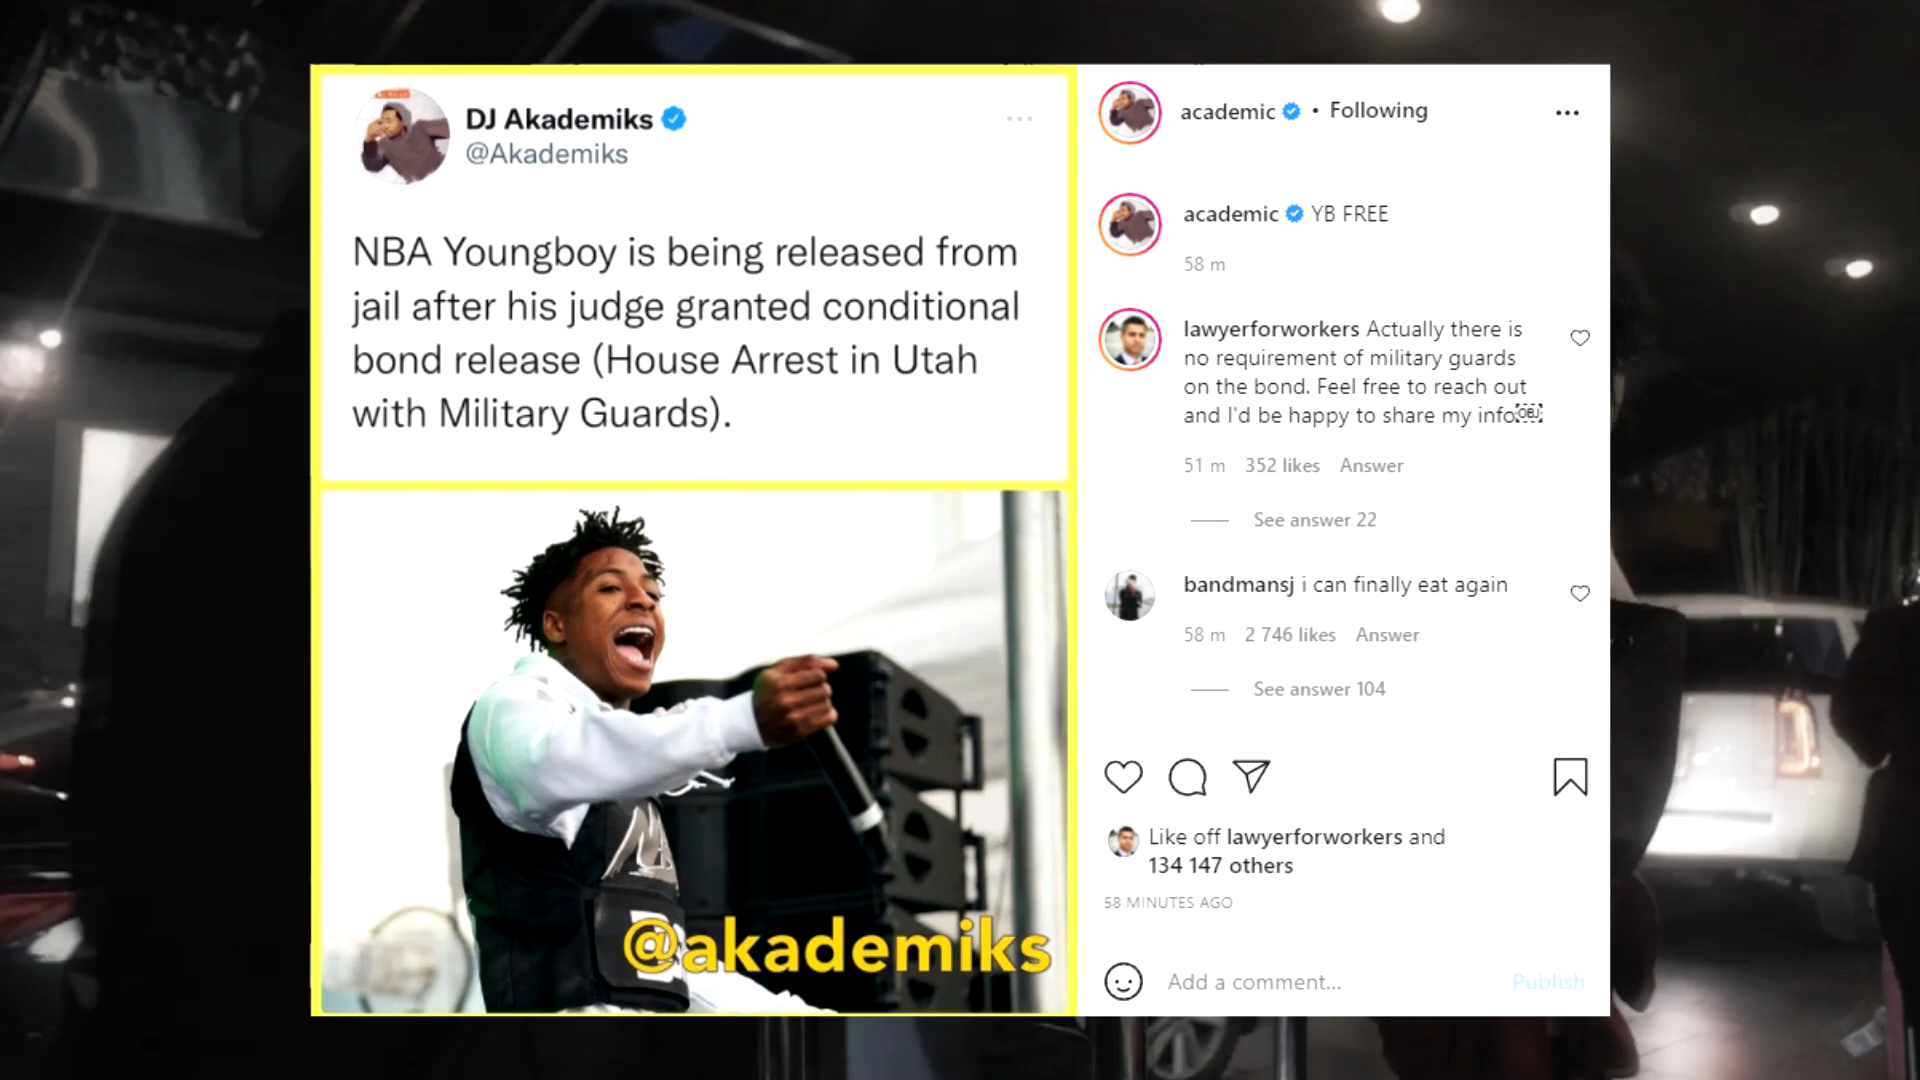 DJ Akademiks
@Akademiks
NBA Youngboy is being released from
jail after his judge granted conditional
bond release (House Arrest in Utah
with Military Guards).
@akademiks
academic • Following
academic YB FREE
58 m
lawyerforworkers Actually there is
no requirement of military guards
on the bond. Feel free to reach out
and I'd be happy to share my info
51 m 352 likes Answer
See answer 22
bandmansj i can finally eat again
58 m 2 746 likes Answer
See answer 104
Like off lawyerforworkers and
134 147 others
58 MINUTES AGO
Add a comment... Publish